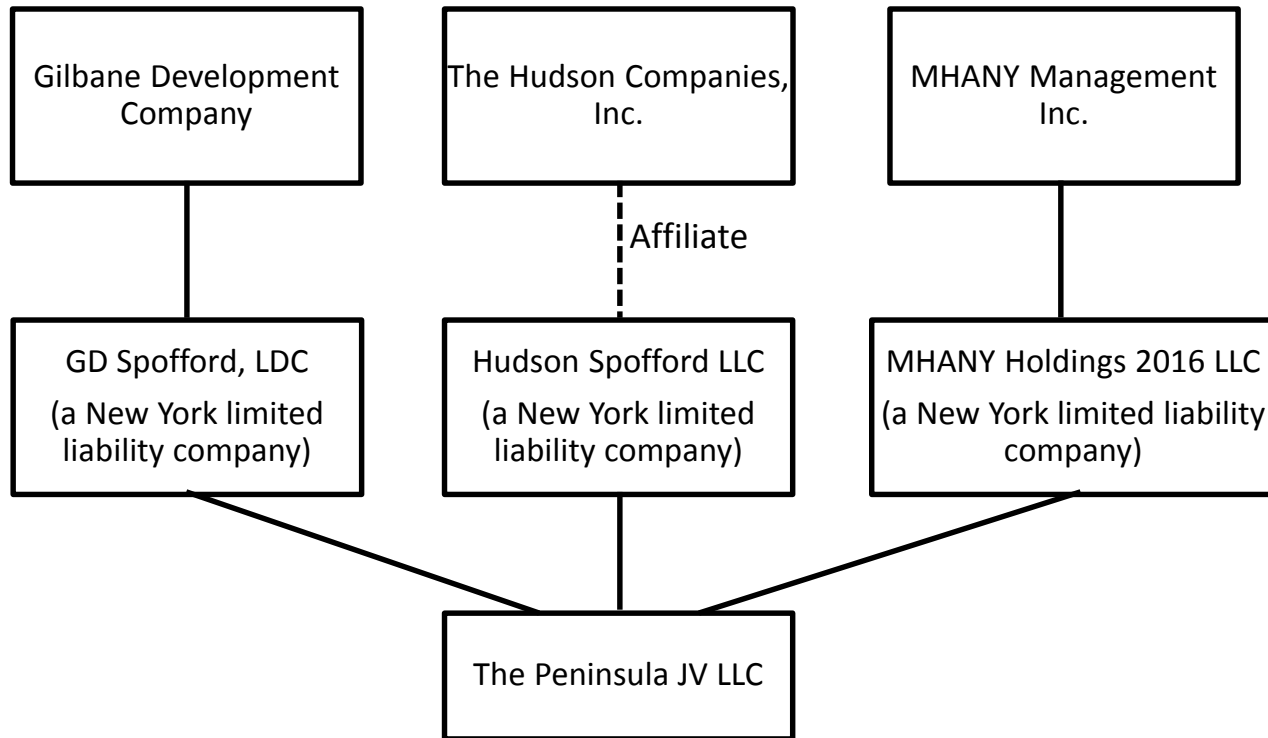 Gilbane Development
Company
The Hudson Companies,
Inc.
MHANY Management
Inc.
Affiliate
GD Spofford, LDC
(a New York limited
liability company)
Hudson Spofford LLC
(a New York limited
liability company)
MHANY Holdings 2016 LLC
(a New York limited liability
company)
The Peninsula JV LLC